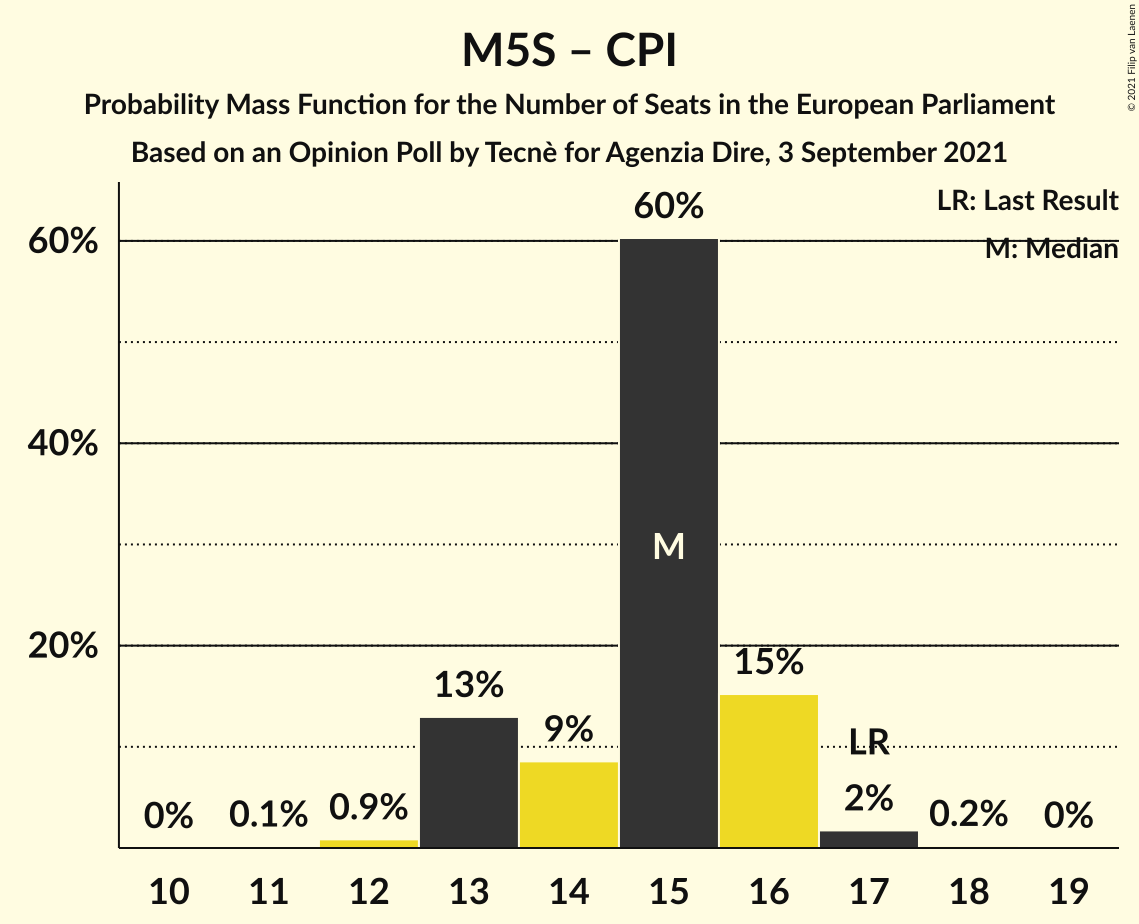 M5S – CPI
Probability Mass Function for the Number of Seats in the European Parliament
Based on an Opinion Poll by Tecnè for Agenzia Dire, 3 September 2021
© 2021 Filip van Laenen
LR: Last Result
M: Median
60%
40%
20%
0%
0.1%
0.9%
13%
9%
60%
M
15%
LR
2%
0.2%
0%
10 11 12 13 14 15 16 17 18 19